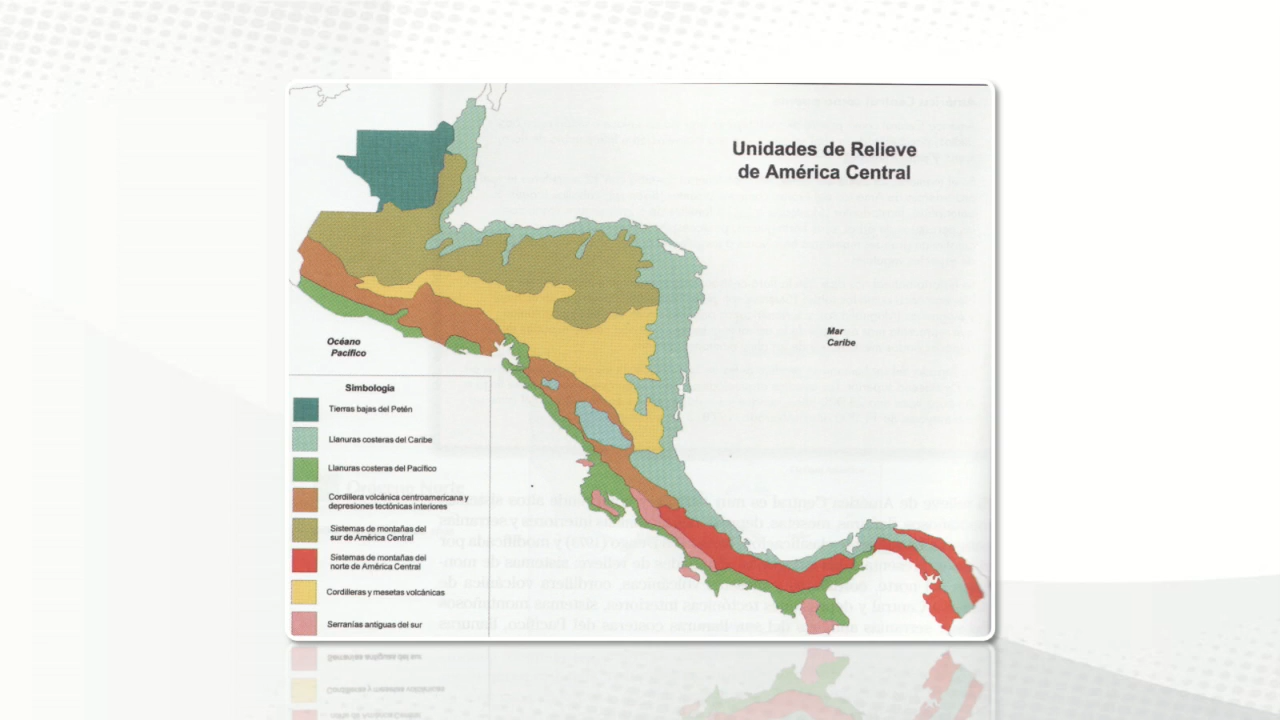 Unidades de Relieve
de América Central
Mar
Caribe
Océano
Pacífico
Simbología
Tierras bajas del Petén
Llanuras costeras del Caribe
Llanuras costeras del Pacífico
Cordillera volcánica centroamericana y
depresiones tectónicas interiores
Sistemas de montañas del
sur de América Central
Sistemas de montañas del
norte de América Central
Cordilleras y mesetas volcánicas
Serranías antiguas del sur